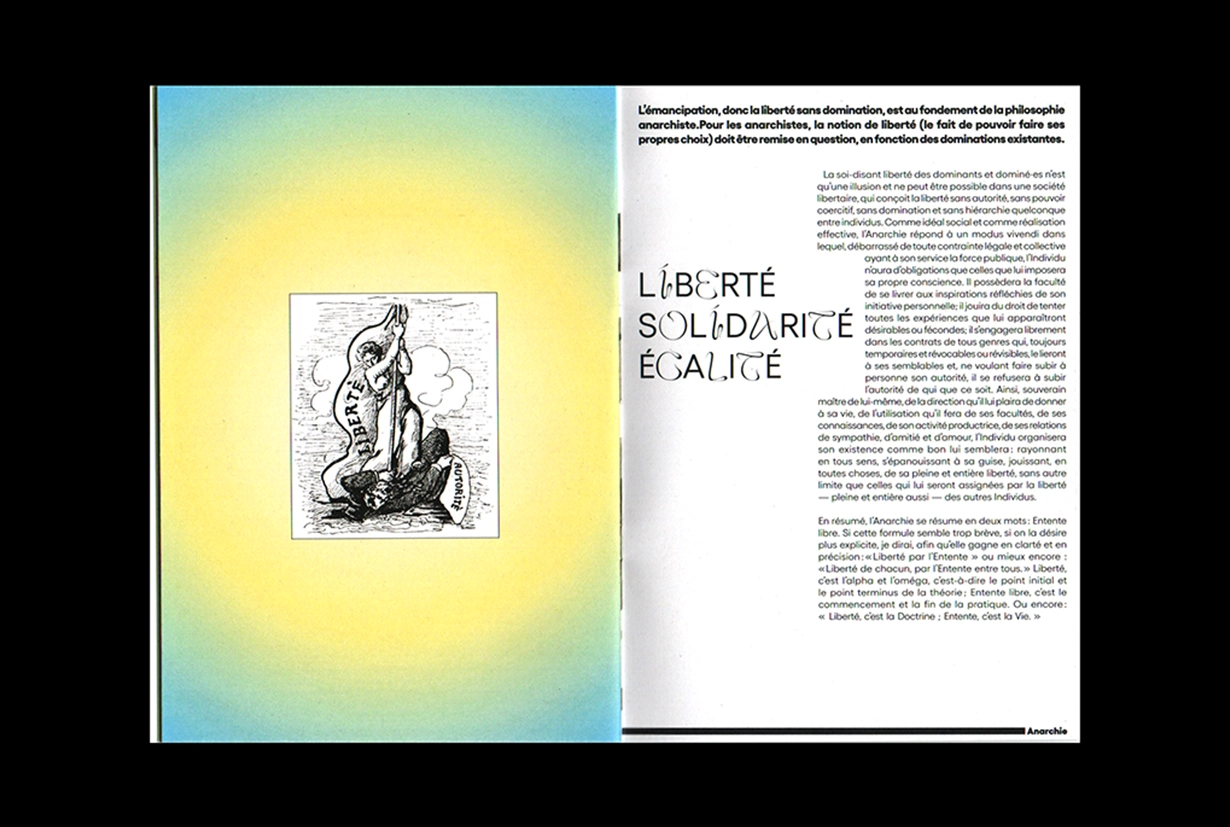 LIBERTÉ
AUTORITÉ
L'émancipation, donc la liberté sans domination, est au fondement de la philosophie
anarchiste.Pour les anarchistes, la notion de liberté (le fait de pouvoir faire ses
propres choix) doit être remise en question, en fonction des dominations existantes.
LIBERTÉ
SOLIDARITÉ
ÉGALITÉ
La soi-disant liberté des dominants et dominé·es n'est
qu'une illusion et ne peut être possible dans une société
libertaire, qui conçoit la liberté sans autorité, sans pouvoir
coercitif, sans domination et sans hiérarchie quelconque
entre individus. Comme idéal social et comme réalisation
effective, l'Anarchie répond à un modus vivendi dans
lequel, débarrassé de toute contrainte légale et collective
ayant à son service la force publique, l'Individu
n'aura d'obligations que celles que lui imposera
sa propre conscience. Il possèdera la faculté
de se livrer aux inspirations réfléchies de son
initiative personnelle; il jouira du droit de tenter
toutes les expériences que lui apparaîtront
désirables ou fécondes; il s'engagera librement
dans les contrats de tous genres qui, toujours
temporaires et révocables ou révisibles, le lieront
à ses semblables et, ne voulant faire subir à
personne son autorité, il se refusera à subir
l'autorité de qui que ce soit. Ainsi, souverain
maître de lui-même, de la direction qu'il lui plaira de donner
à sa vie, de l'utilisation qu'il fera de ses facultés, de ses
connaissances, de son activité productrice, de ses relations
de sympathie, d'amitié et d'amour, l'Individu organisera
son existence comme bon lui semblera : rayonnant
en tous sens, s'épanouissant à sa guise, jouissant, en
toutes choses, de sa pleine et entière liberté, sans autre
limite que celles qui lui seront assignées par la liberté
— pleine et entière aussi — des autres Individus.
En résumé, l'Anarchie se résume en deux mots : Entente
libre. Si cette formule semble trop brève, si on la désire
plus explicite, je dirai, afin qu'elle gagne en clarté et en
précision : « Liberté par l'Entente » ou mieux encore :
« Liberté de chacun, par l'Entente entre tous. » Liberté,
c'est l'alpha et l'oméga, c'est-à-dire le point initial et
le point terminus de la théorie ; Entente libre, c'est le
commencement et la fin de la pratique. Ou encore :
« Liberté, c'est la Doctrine ; Entente, c'est la Vie. »
Anarchie